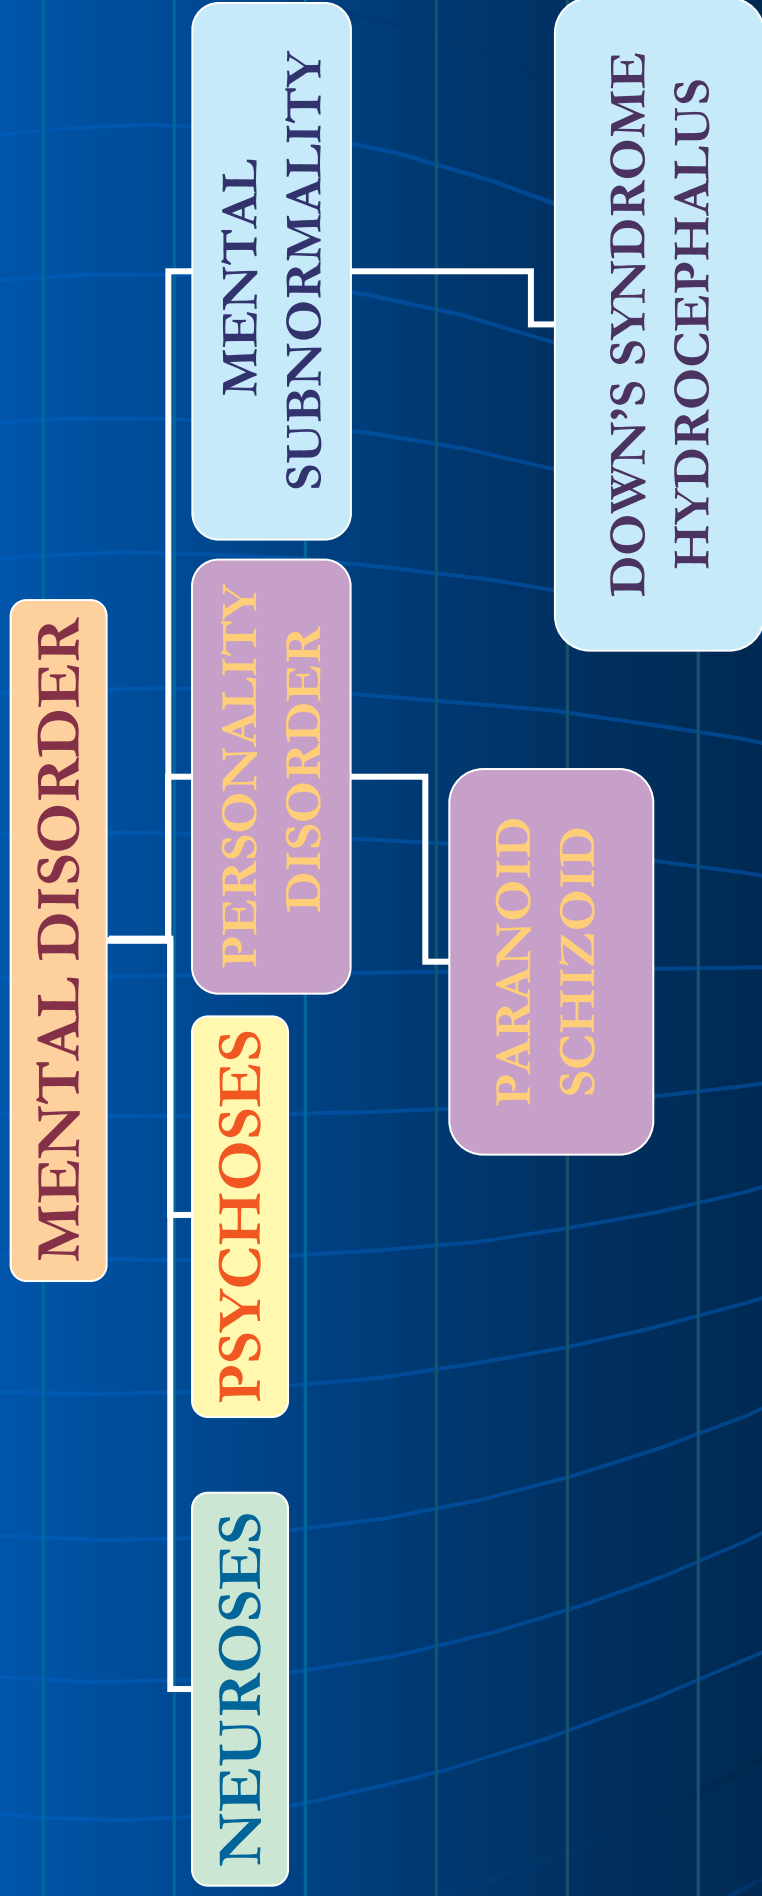 MENTAL DISORDER
NEUROSES
PSYCHOSES
PERSONALITY
DISORDER
MENTAL
SUBNORMALITY
PARANOID
SCHIZOID
DOWN’S SYNDROME
HYDROCEPHALUS